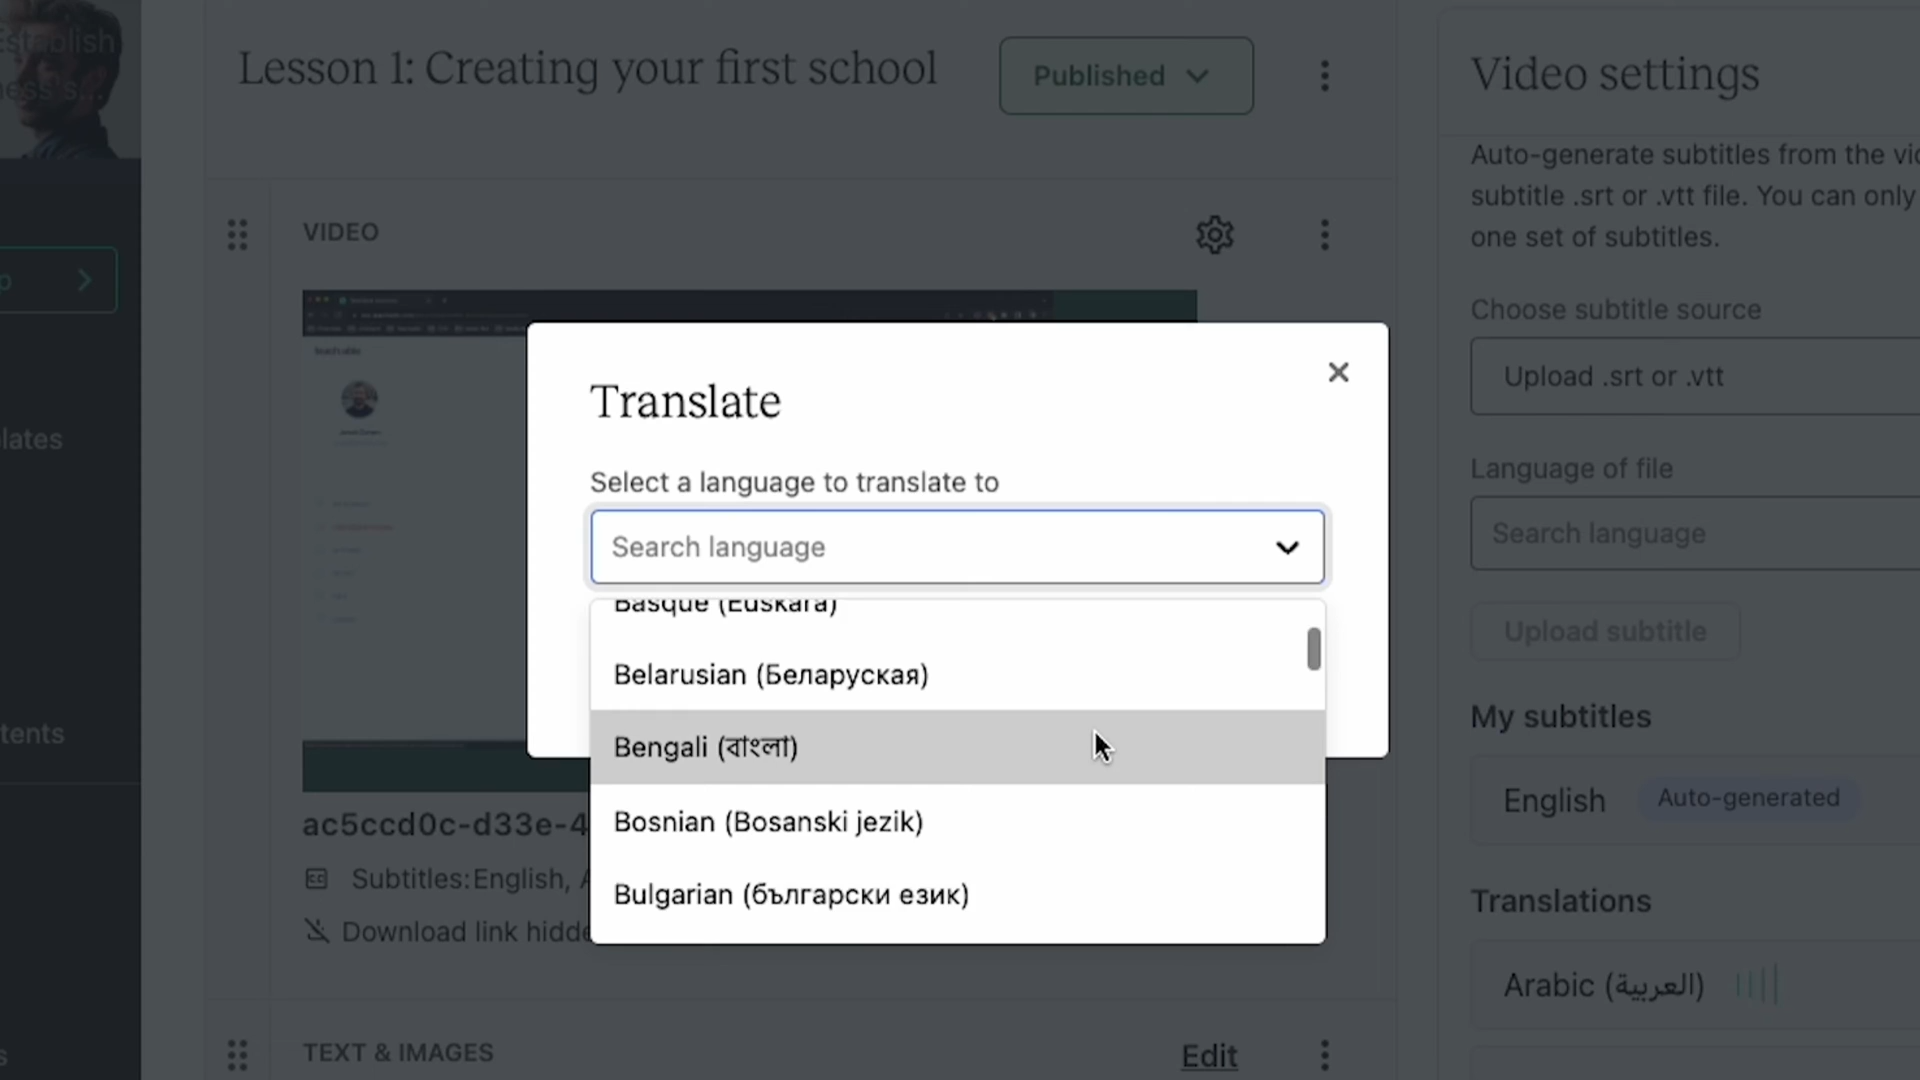 Establish
Lesson 1: Creating your first school
Published
VIDEO
Translate
Select a language to translate to
Search language
Basque (Euskara)
Belarusian (Беларуская)
Bengali (বাংলা)
Bosnian (Bosanski jezik)
Bulgarian (български език)
ac5ccd0c-d33e-4
Subtitles: English, A
Download link hidde
TEXT & IMAGES
Edit
Video settings
Auto-generate subtitles from the vid
subtitle .srt or .vtt file. You can only
one set of subtitles.
Choose subtitle source
Upload .srt or .vtt
Language of file
Search language
Upload subtitle
My subtitles
English Auto-generated
Translations
Arabic (العربية)